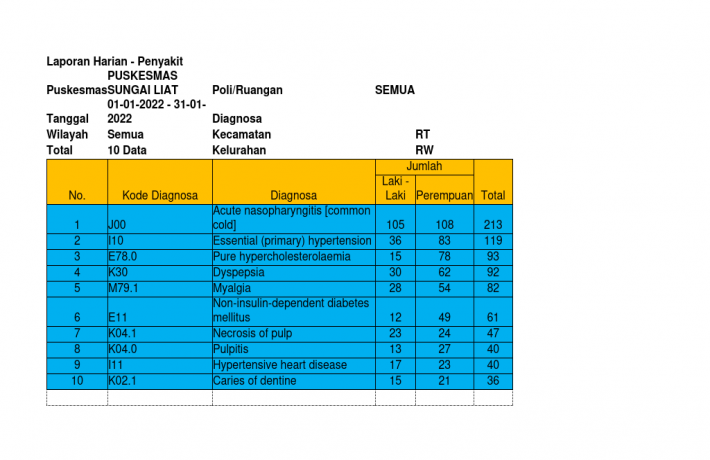 Laporan Harian - Penyakit
PUSKESMAS
Puskesmas SUNGAI LIAT Poli/Ruangan SEMUA
01-01-2022 - 31-01-
Tanggal 2022 Diagnosa
Wilayah Semua Kecamatan RT
Total 10 Data Kelurahan RW
Jumlah
Laki -
No. Kode Diagnosa Diagnosa Laki Perempuan Total
Acute nasopharyngitis [common
1 J00 cold] 105 108 213
2 I10 Essential (primary) hypertension 36 83 119
3 E78.0 Pure hypercholesterolaemia 15 78 93
4 K30 Dyspepsia 30 62 92
5 M79.1 Myalgia 28 54 82
Non-insulin-dependent diabetes
6 E11 mellitus 12 49 61
7 K04.1 Necrosis of pulp 23 24 47
8 K04.0 Pulpitis 13 27 40
9 I11 Hypertensive heart disease 17 23 40
10 K02.1 Caries of dentine 15 21 36